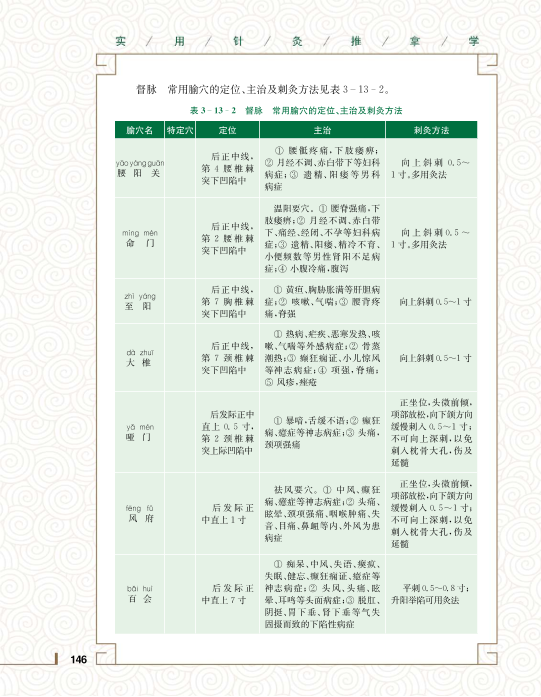 实 / 用 / 针 / 灸 / 推 / 拿 / 学
督脉 常用腧穴的定位、主治及刺灸方法见表 3-13-2。
表 3-13-2 督脉 常用腧穴的定位、主治及刺灸方法
腧穴名 特定穴 定位 主治 刺灸方法
yāo yáng guān
腰 阳 关
后正中线,
第 4 腰椎棘
突下凹陷中
① 腰骶疼痛,下肢痿痹;
② 月经不调、赤白带下等妇科
病症;③ 遗精、阳痿等男科
病症
向上斜刺 0.5~
1 寸,多用灸法
mìng mén
命 门
后正中线,
第 2 腰椎棘
突下凹陷中
温阳要穴。① 腰脊强痛,下
肢痿痹;② 月经不调、赤白带
下、痛经、经闭、不孕等妇科病
症;③ 遗精、阳痿、精冷不育、
小便频数等男性肾阳不足病
症;④ 小腹冷痛,腹泻
向上斜刺 0.5~
1 寸,多用灸法
zhì yáng
至 阳
后正中线,
第 7 胸椎棘
突下凹陷中
① 黄疸、胸胁胀满等肝胆病
症;② 咳嗽、气喘;③ 腰背疼
痛,脊强
向上斜刺 0.5~1 寸
dà zhuī
大 椎
后正中线,
第 7 颈椎棘
突下凹陷中
① 热病、疟疾、恶寒发热、咳
嗽、气喘等外感病症;② 骨蒸
潮热;③ 癫狂痫证、小儿惊风
等神志病症;④ 项强,脊痛;
⑤ 风疹,痤疮
向上斜刺 0.5~1 寸
yǎ mén
哑 门
后发际正中
直上 0.5 寸,
第 2 颈椎棘
突上际凹陷中
① 暴喑,舌缓不语;② 癫狂
痫、癔症等神志病症;③ 头痛,
颈项强痛
正坐位,头微前倾,
项部放松,向下颌方向
缓慢刺入 0.5~1 寸;
不可向上深刺,以免
刺入枕骨大孔,伤及
延髓
fēng fǔ
风 府
后发际正
中直上 1 寸
祛风要穴。① 中风、癫狂
痫、癔症等神志病症;② 头痛、
眩晕、颈项强痛、咽喉肿痛、失
音、目痛、鼻衄等内、外风为患
病症
正坐位,头微前倾,
项部放松,向下颌方向
缓慢刺入 0.5~1 寸;
不可向上深刺,以免
刺入枕骨大孔,伤及
延髓
bǎi huì
百 会
后发际正
中直上 7 寸
① 痴呆、中风、失语、瘛疭、
失眠、健忘、癫狂痫证、癔症等
神志病症;② 头风、头痛、眩
晕、耳鸣等头面病症;③ 脱肛、
阴挺、胃下垂、肾下垂等气失
固摄而致的下陷性病症
平刺 0.5~0.8 寸;
升阳举陷可用灸法
146